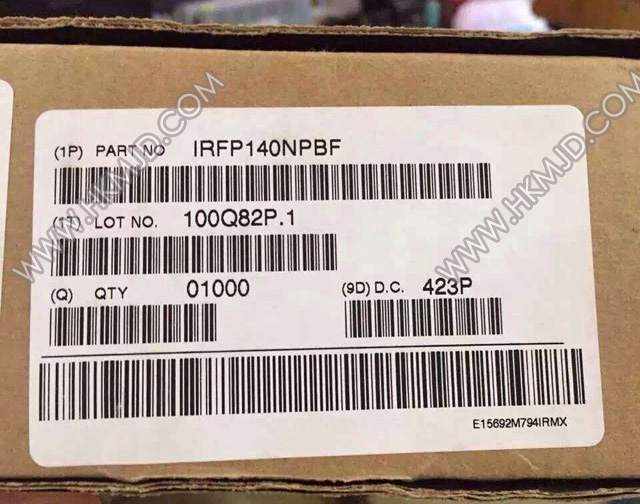 (1P) PART NO IRFP140NPBF
(1T) LOT NO. 100Q82P.1
(Q) QTY 01000 (9D) D.C. 423P
E15692M794IRMX
WWW.HKMJD.COM
WWW.HKMJD.COM